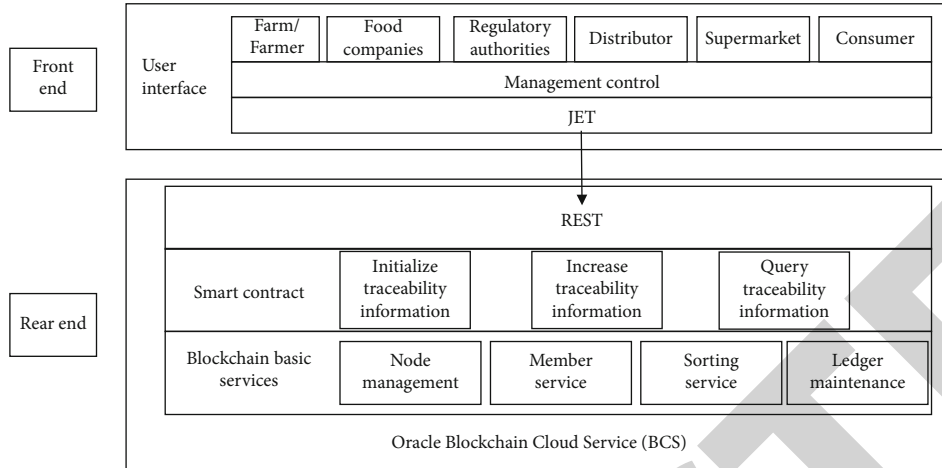 Farm/
Farmer
Food
companies
Regulatory
authorities
Distributor
Supermarket
Consumer
Front
end
User
interface
Management control
JET
REST
Smart contract
Initialize
traceability
information
Increase
traceability
information
Query
traceability
information
Rear end
Blockchain basic
services
Node
management
Member
service
Sorting
service
Ledger
maintenance
Oracle Blockchain Cloud Service (BCS)